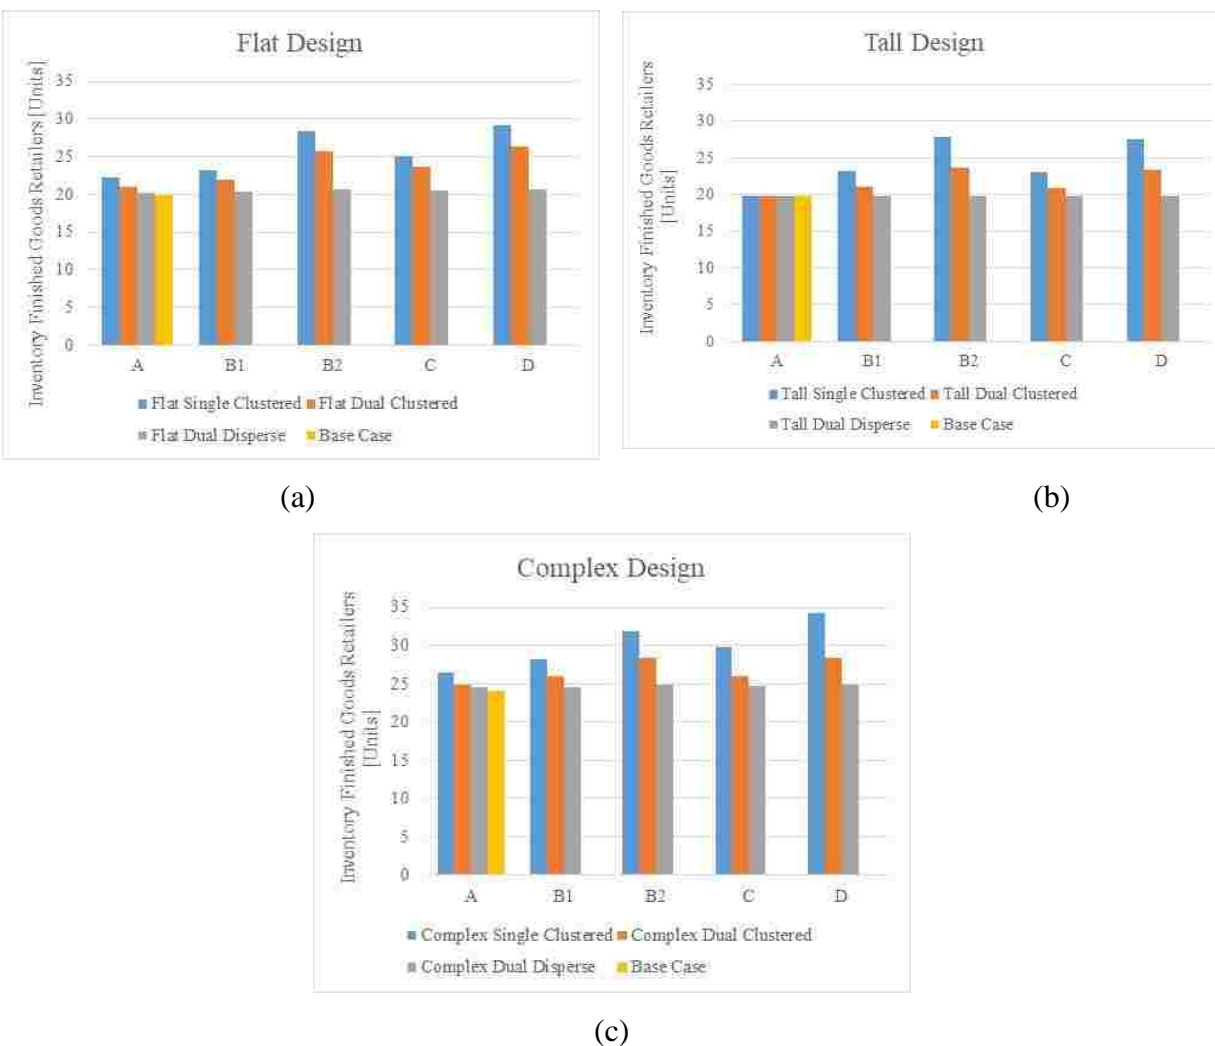 Flat Design
Inventory Finished Goods Retailers [Units]
35
30
25
20
15
10
5
0
A B1 B2 C D
Flat Single Clustered Flat Dual Clustered
Flat Dual Disperse Base Case
(a)
Tall Design
Inventory Finished Goods Retailers
[Units]
35
30
25
20
15
10
5
0
A B1 B2 C D
Tall Single Clustered Tall Dual Clustered
Tall Dual Disperse Base Case
(b)
Complex Design
Inventory Finished Goods Retailers
[Units]
35
30
25
20
15
10
5
0
A B1 B2 C D
Complex Single Clustered Complex Dual Clustered
Complex Dual Disperse Base Case
(c)